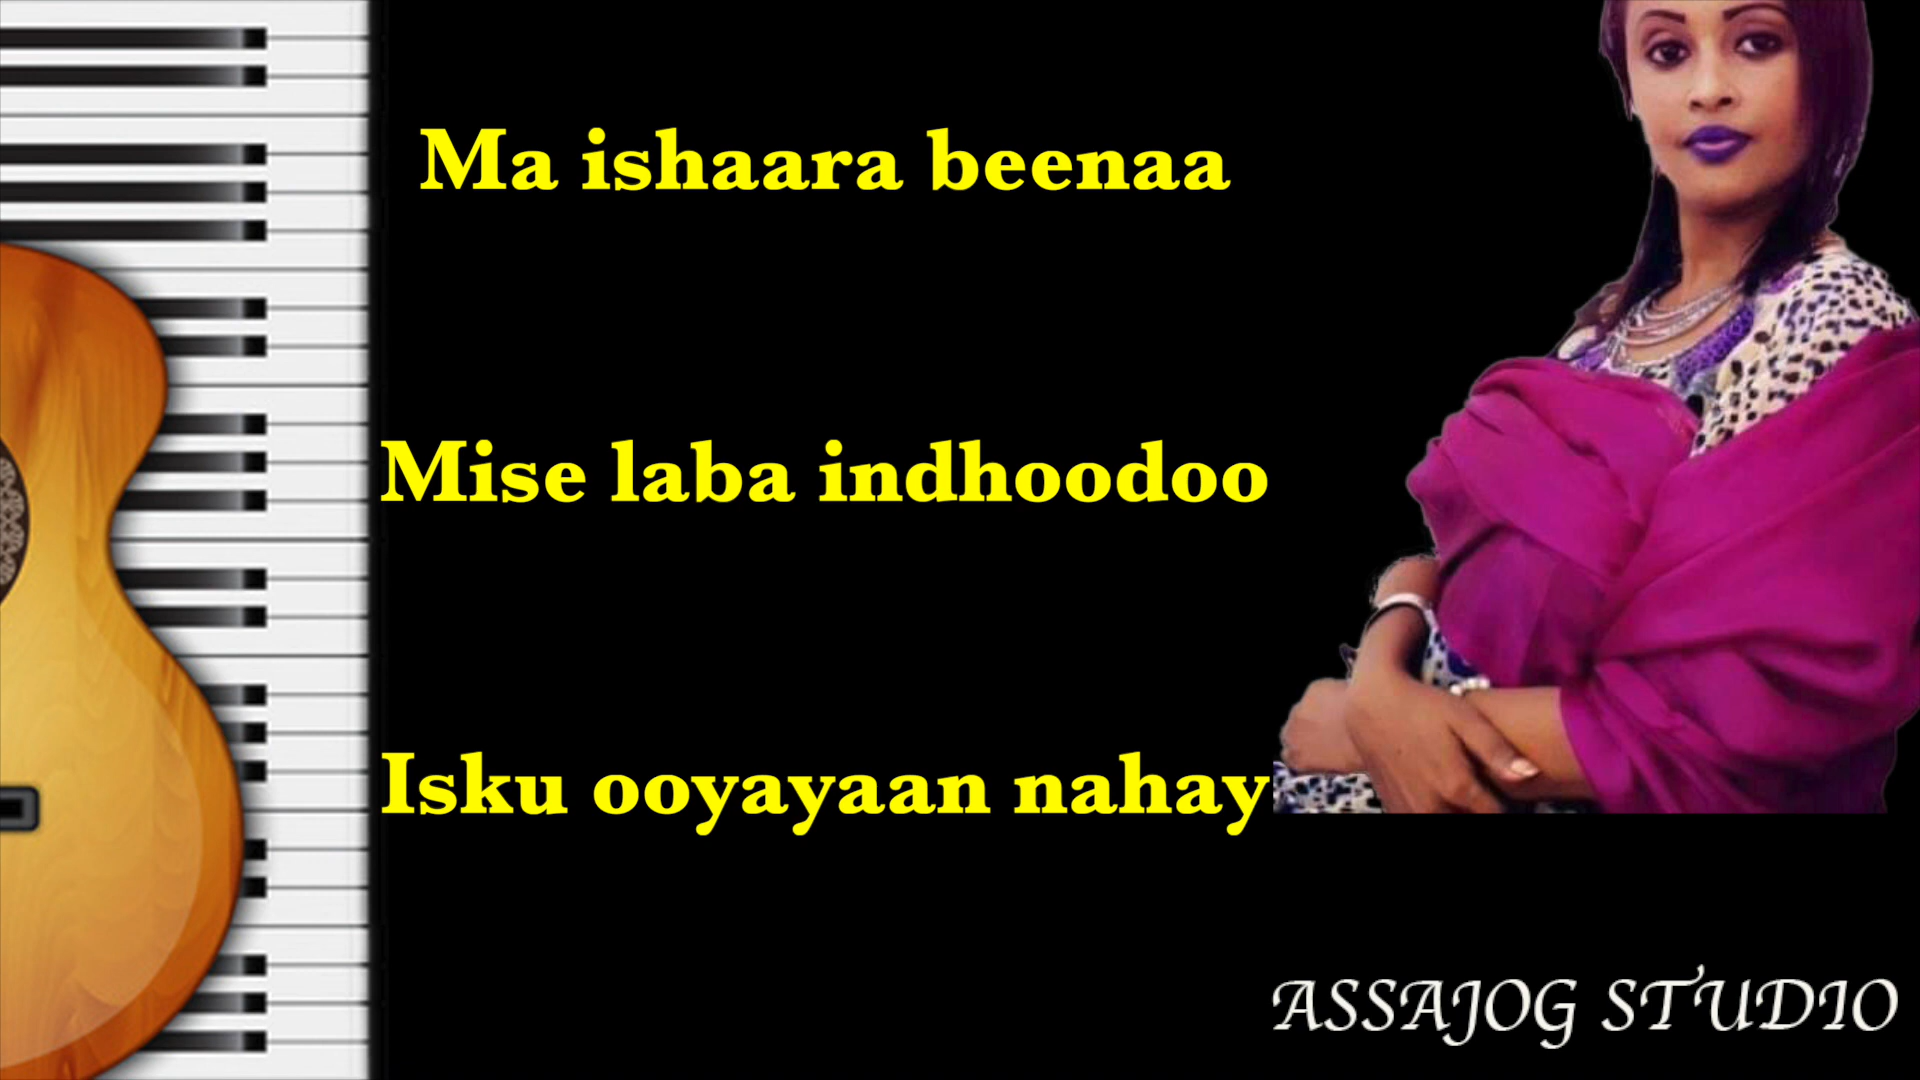 Ma ishaara beenaa
Mise laba indhoodoo
Isku ooyayaan nahay
ASSAJOG STUDIO